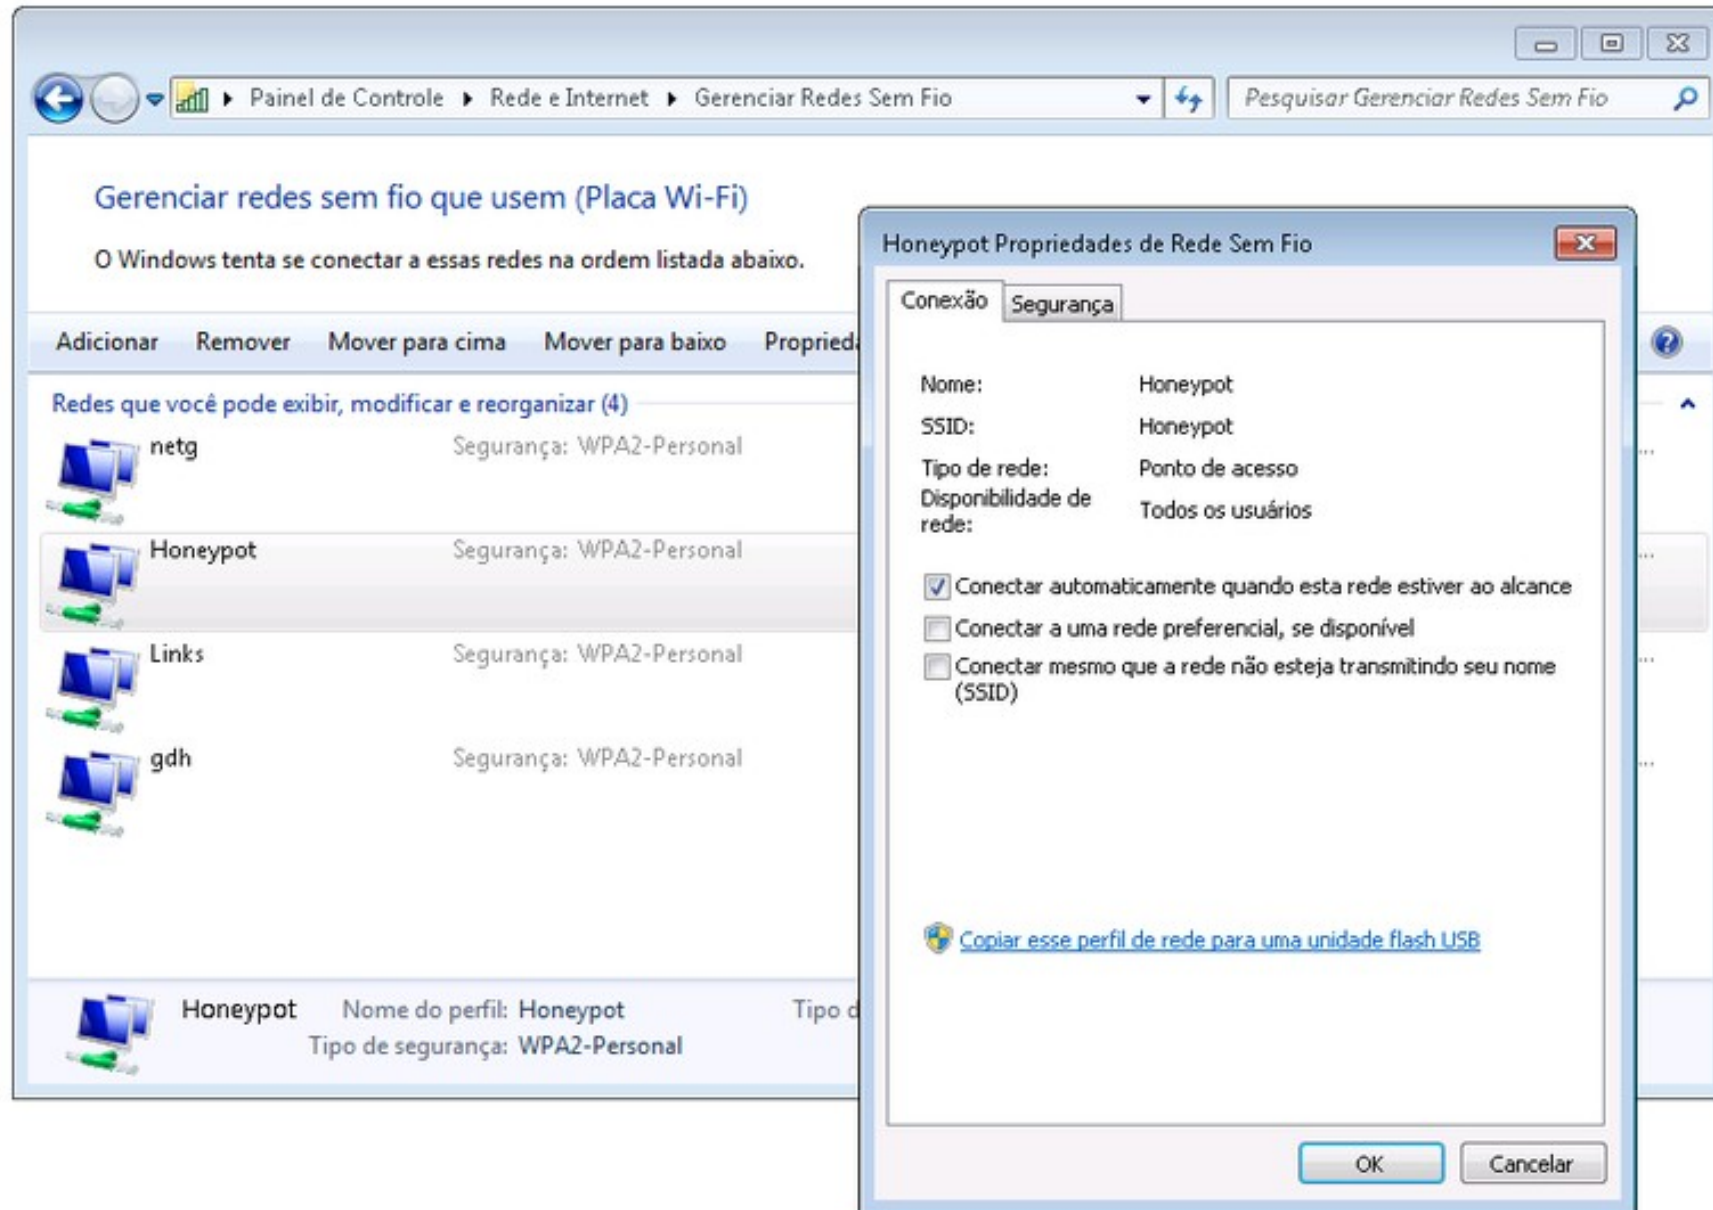 Painel de Controle Rede e Internet Gerenciar Redes Sem Fio
Pesquisar Gerenciar Redes Sem Fio
Gerenciar redes sem fio que usem (Placa Wi-Fi)
O Windows tenta se conectar a essas redes na ordem listada abaixo.
Adicionar Remover Mover para cima Mover para baixo Proprieda
Redes que você pode exibir, modificar e reorganizar (4)
netg Segurança: WPA2-Personal ...
Honeypot Segurança: WPA2-Personal ...
Links Segurança: WPA2-Personal ...
gdh Segurança: WPA2-Personal ...
Honeypot Nome do perfil: Honeypot Tipo d
Tipo de segurança: WPA2-Personal
Honeypot Propriedades de Rede Sem Fio
Conexão Segurança
Nome: Honeypot
SSID: Honeypot
Tipo de rede: Ponto de acesso
Disponibilidade de
rede: Todos os usuários
Conectar automaticamente quando esta rede estiver ao alcance
Conectar a uma rede preferencial, se disponível
Conectar mesmo que a rede não esteja transmitindo seu nome
(SSID)
Copiar esse perfil de rede para uma unidade flash USB
OK Cancelar